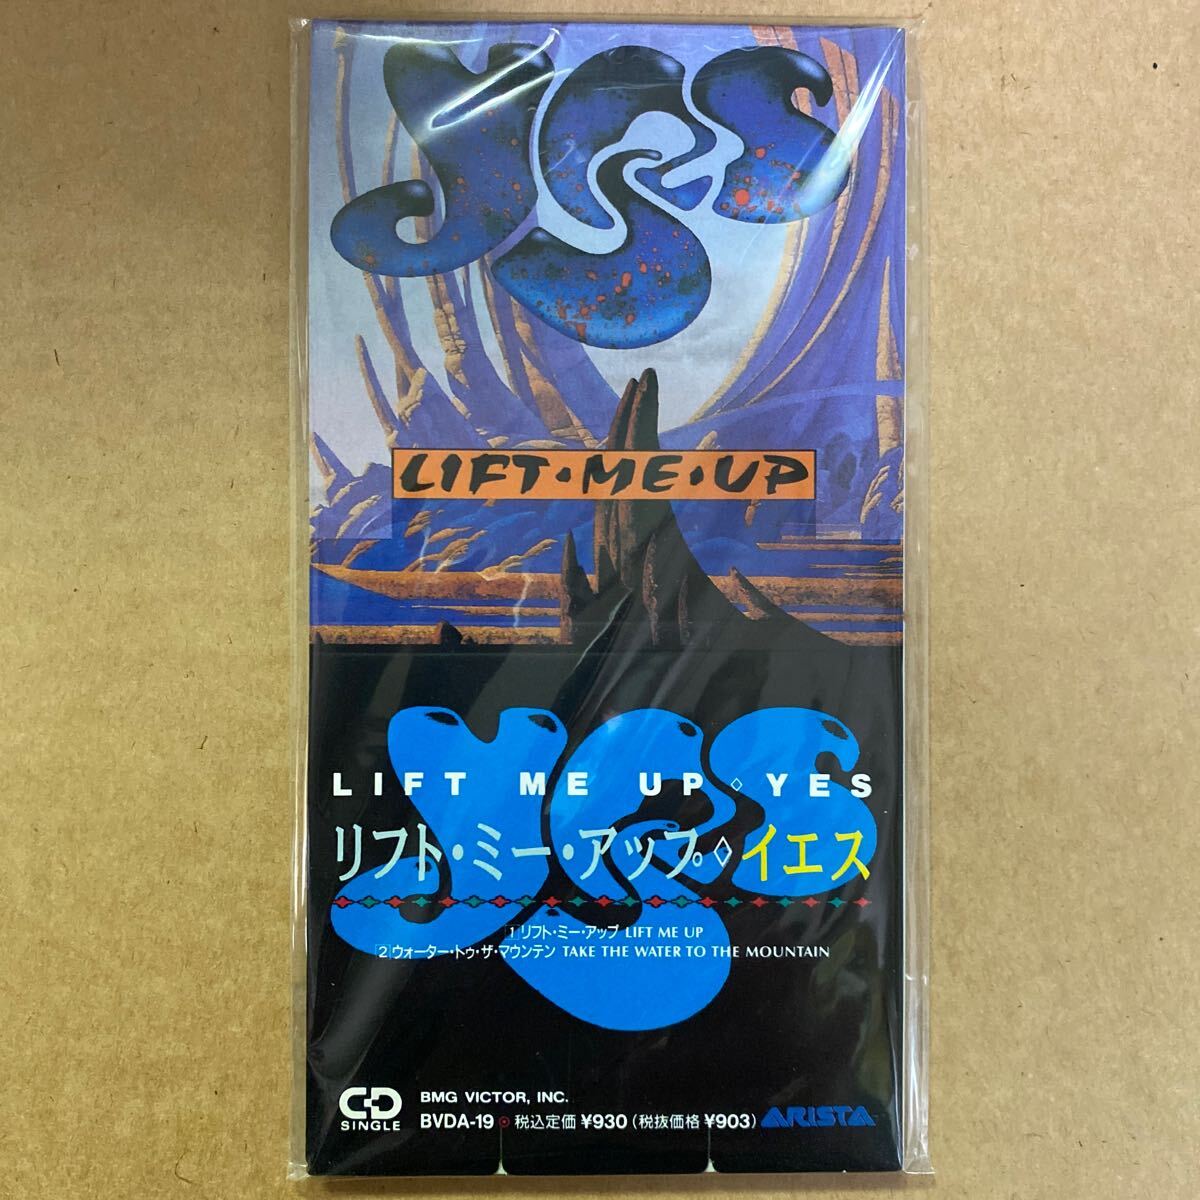 YES
LIFT・ME・UP
YES
LIFT ME UP◇YES
リフト・ミー・アップ◇イエス
1 リフト・ミー・アップ LIFT ME UP
2 ウォーター・トゥ・ザ・マウンテン TAKE THE WATER TO THE MOUNTAIN
CD SINGLE
BMG VICTOR, INC.
BVDA-19 ● 税込定価 ¥930 (税抜価格 ¥903) ARISTA